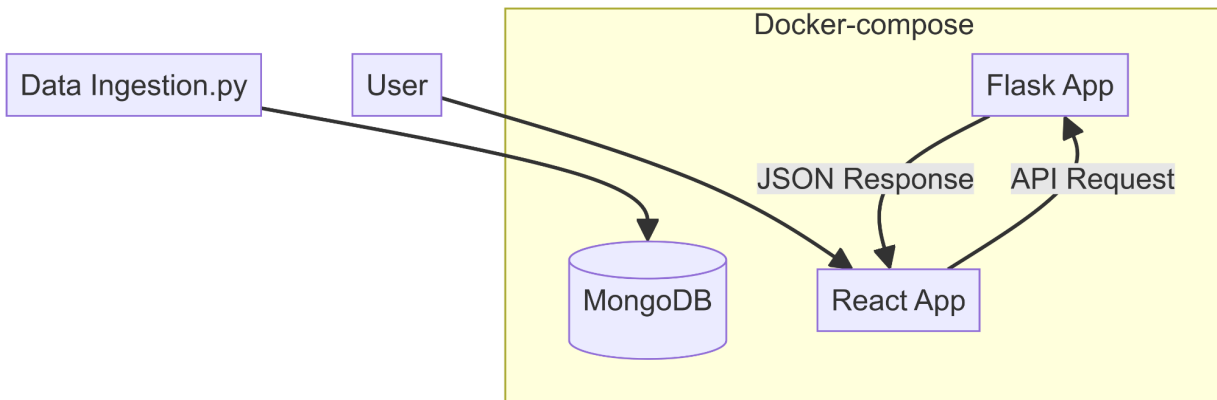 Docker-compose
Data Ingestion.py
User
Flask App
JSON Response
API Request
MongoDB
React App